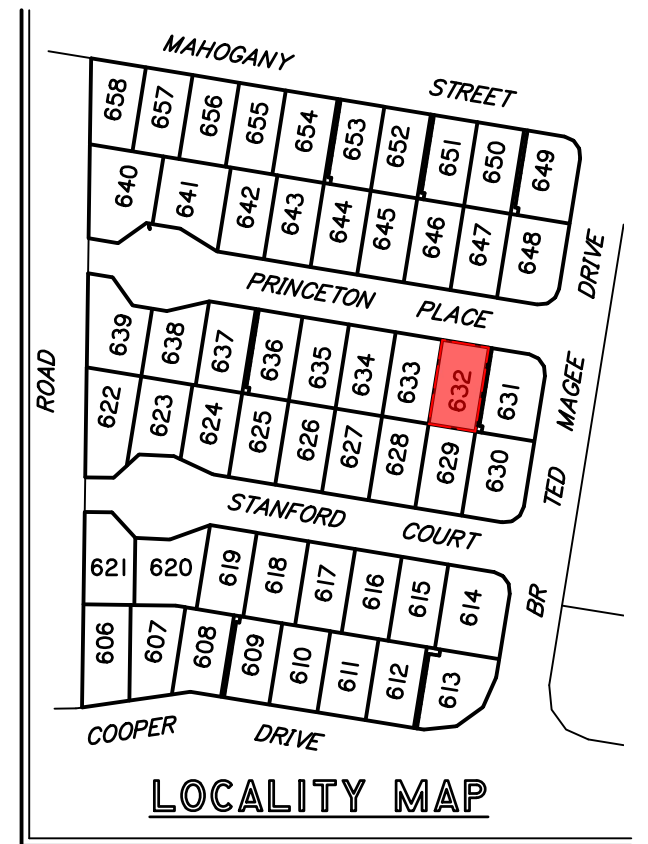 MAHOGANY STREET
658 657 656 655 654 653 652 651 650 649
640 641 642 643 644 645 646 647 648
PRINCETON PLACE
639 638 637 636 635 634 633 632 631
622 623 624 625 626 627 628 629 630
STANFORD COURT
621 620 619 618 617 616 615 614
606 607 608 609 610 611 612 613
COOPER DRIVE
ROAD
BR TED MAGEE DRIVE
LOCALITY MAP